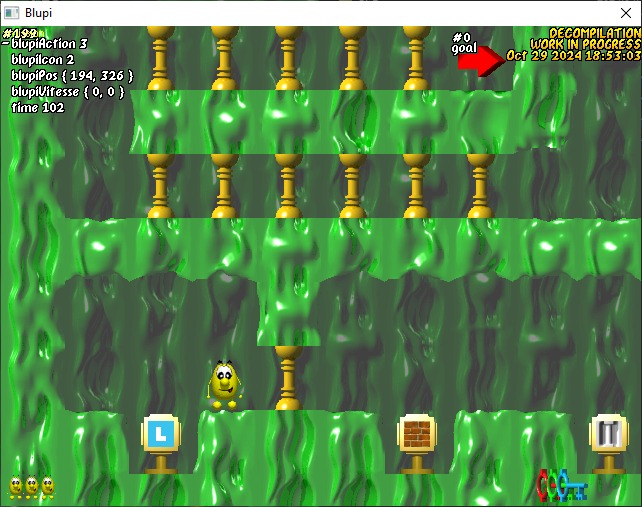 Blupi
#199
blupiAction 3
blupiIcon 2
blupiPos { 194, 326 }
blupiVitesse { 0, 0 }
time 102
#0
goal
DECOMPILATION
WORK IN PROGRESS
Oct 29 2024 18:53:03
L